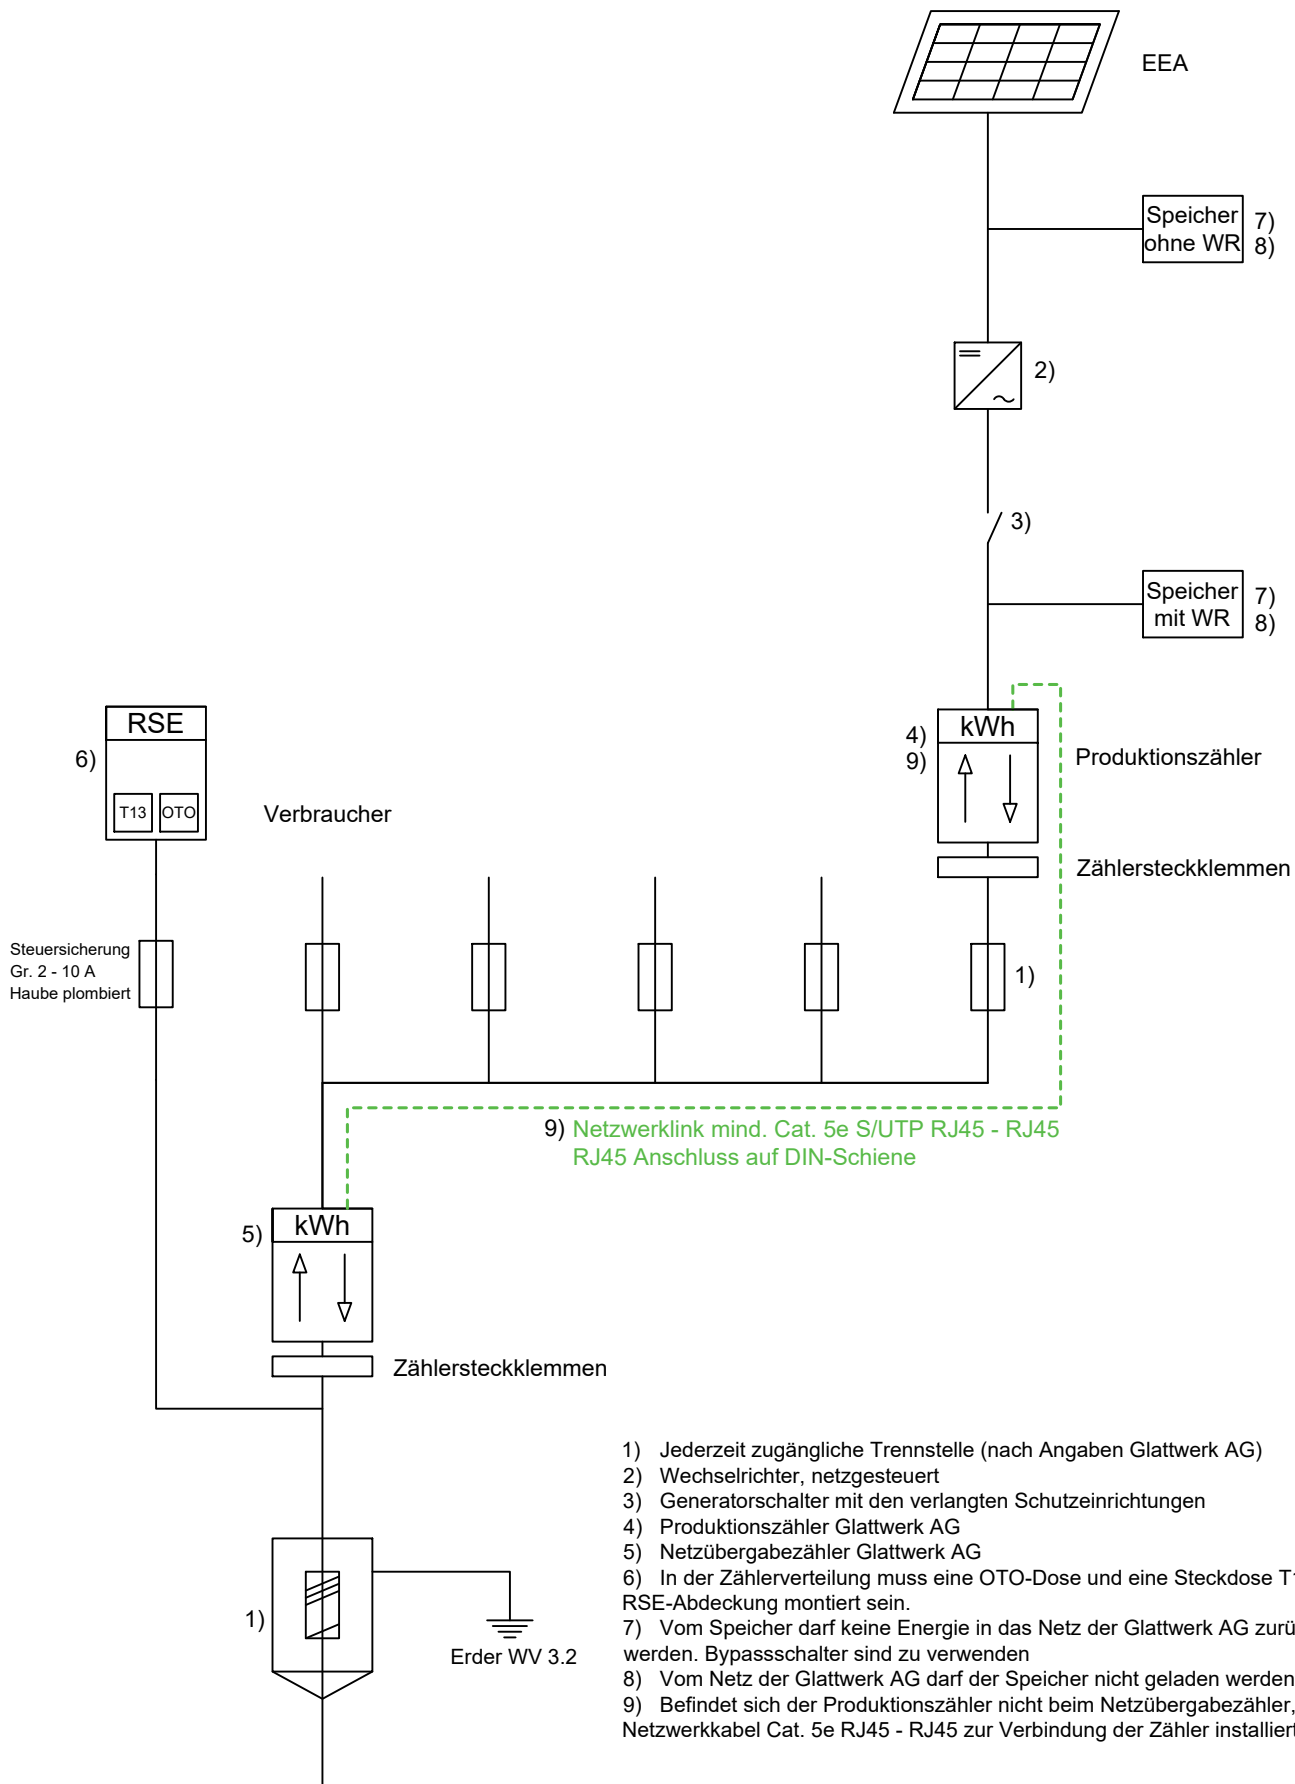 EEA
Speicher
ohne WR
7)
8)
2)
3)
Speicher
mit WR
7)
8)
RSE
6)
T13 OTO
Verbraucher
kWh
4)
9)
Produktionszähler
Zählersteckklemmen
Steuersicherung
Gr. 2 - 10 A
Haube plombiert
1)
9) Netzwerklink mind. Cat. 5e S/UTP RJ45 - RJ45
RJ45 Anschluss auf DIN-Schiene
kWh
5)
Zählersteckklemmen
1)
Erder WV 3.2
1) Jederzeit zugängliche Trennstelle (nach Angaben Glattwerk AG)
2) Wechselrichter, netzgesteuert
3) Generatorschalter mit den verlangten Schutzeinrichtungen
4) Produktionszähler Glattwerk AG
5) Netzübergabezähler Glattwerk AG
6) In der Zählerverteilung muss eine OTO-Dose und eine Steckdose
RSE-Abdeckung montiert sein.
7) Vom Speicher darf keine Energie in das Netz der Glattwerk AG
werden. Bypassschalter sind zu verwenden
8) Vom Netz der Glattwerk AG darf der Speicher nicht geladen werden
9) Befindet sich der Produktionszähler nicht beim Netzübergabezähler,
Netzwerkkabel Cat. 5e RJ45 - RJ45 zur Verbindung der Zähler installiert